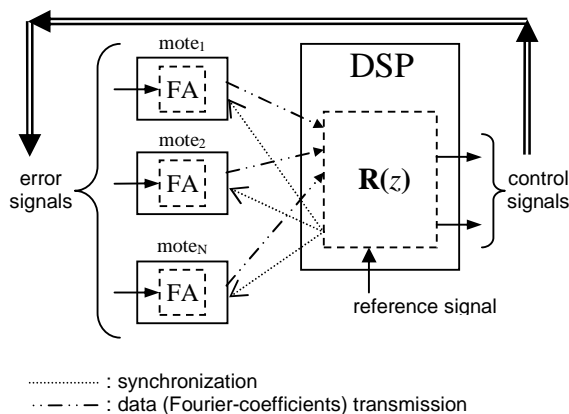 mote₁
FA
mote₂
FA
moteN
FA
DSP
R(z)
error
signals
control
signals
reference signal
: synchronization
: data (Fourier-coefficients) transmission